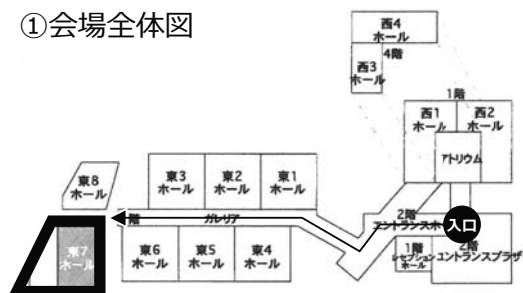 ①会場全体図
西4
ホール
4階
西3
ホール
1階
西1
ホール
西2
ホール
アトリウム
東8
ホール
東3
ホール
東2
ホール
東1
ホール
階
ガレリア
2階
エントランスホ
入口
東7
ホール
東6
ホール
東5
ホール
東4
ホール
1階
レセプション
ホール
2階
エントランスプラザ